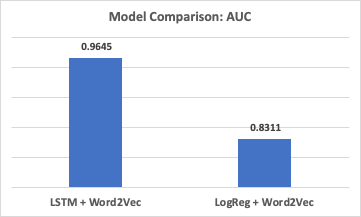 Model Comparison: AUC
0.9645
0.8311
LSTM + Word2Vec
LogReg + Word2Vec